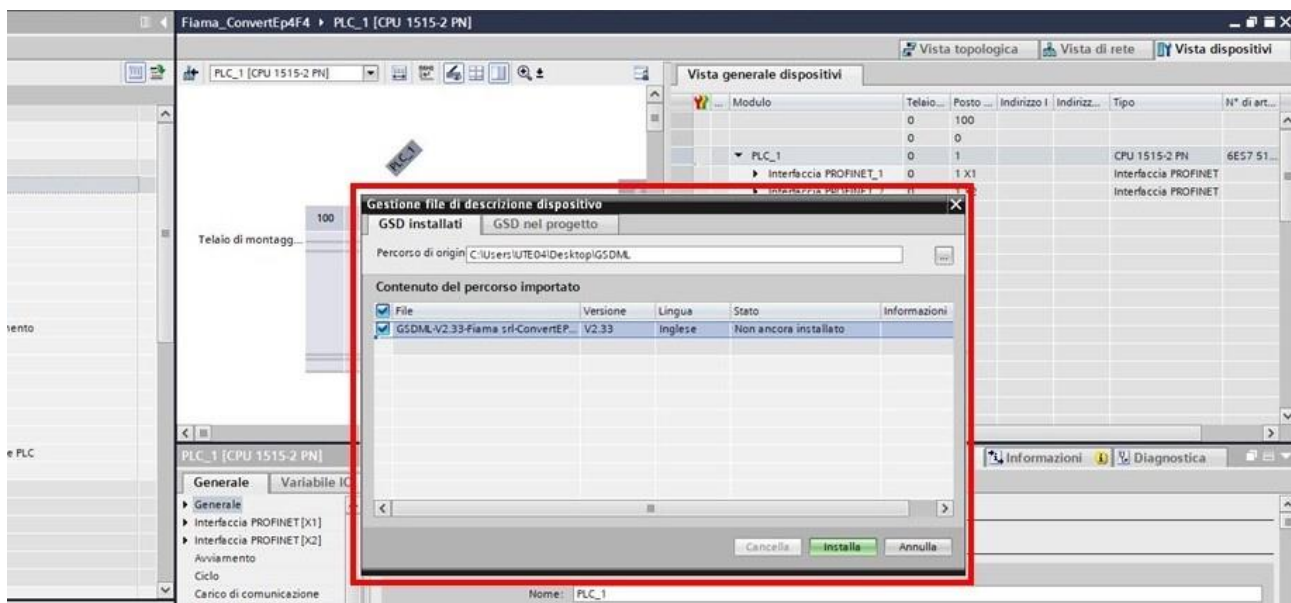 Fiama_ConvertEp4F4 ▸ PLC_1 [CPU 1515-2 PN]
Vista topologica Vista di rete Vista dispositivi
PLC_1 [CPU 1515-2 PN]
Vista generale dispositivi
... Modulo Telaio... Posto ... Indirizzo I Indirizz... Tipo N° di art...
0 100
0 0
PLC_1 0 1 CPU 1515-2 PN 6ES7 51...
Interfaccia PROFINET_1 0 1 X1 Interfaccia PROFINET
Interfaccia PROFINET
PLC_1
100
Telaio di montagg...
Gestione file di descrizione dispositivo
GSD installati GSD nel progetto
Percorso di origin C:\Users\UTE04\Desktop\GSDML
Contenuto del percorso importato
File Versione Lingua Stato Informazioni
GSDML-V2.33-Fiama srl-ConvertEP... V2.33 Inglese Non ancora installato
Cancella Installa Annulla
ento
e PLC
PLC_1 [CPU 1515-2 PN]
Informazioni Diagnostica
Generale Variabile IO
Generale
Interfaccia PROFINET [X1]
Interfaccia PROFINET [X2]
Avviamento
Ciclo
Carico di comunicazione
Nome: PLC_1